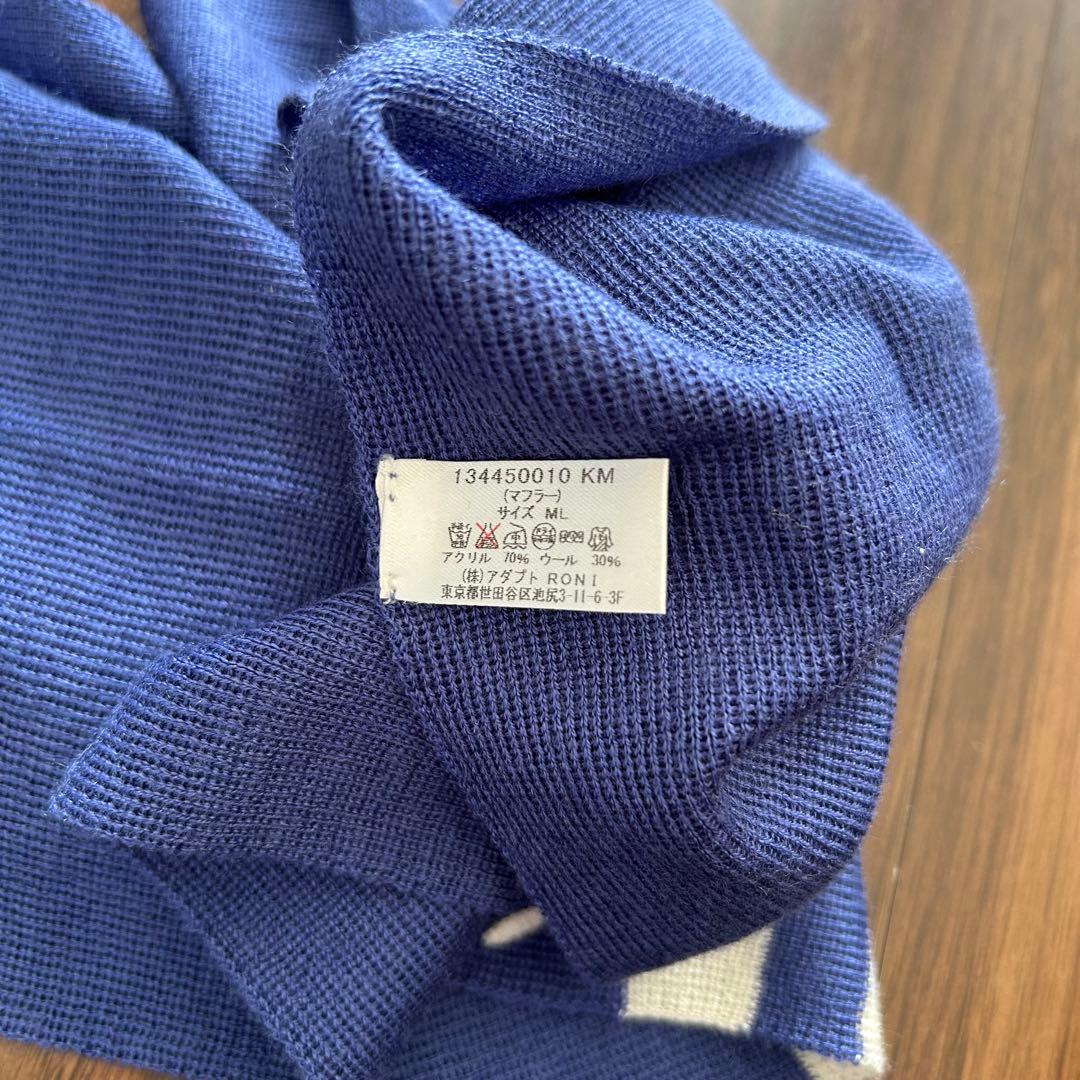 134450010 KM
(マフラー)
サイズ ML
アクリル 70% ウール 30%
(株)アダプト RONI
東京都世田谷区池尻3-11-6-3F